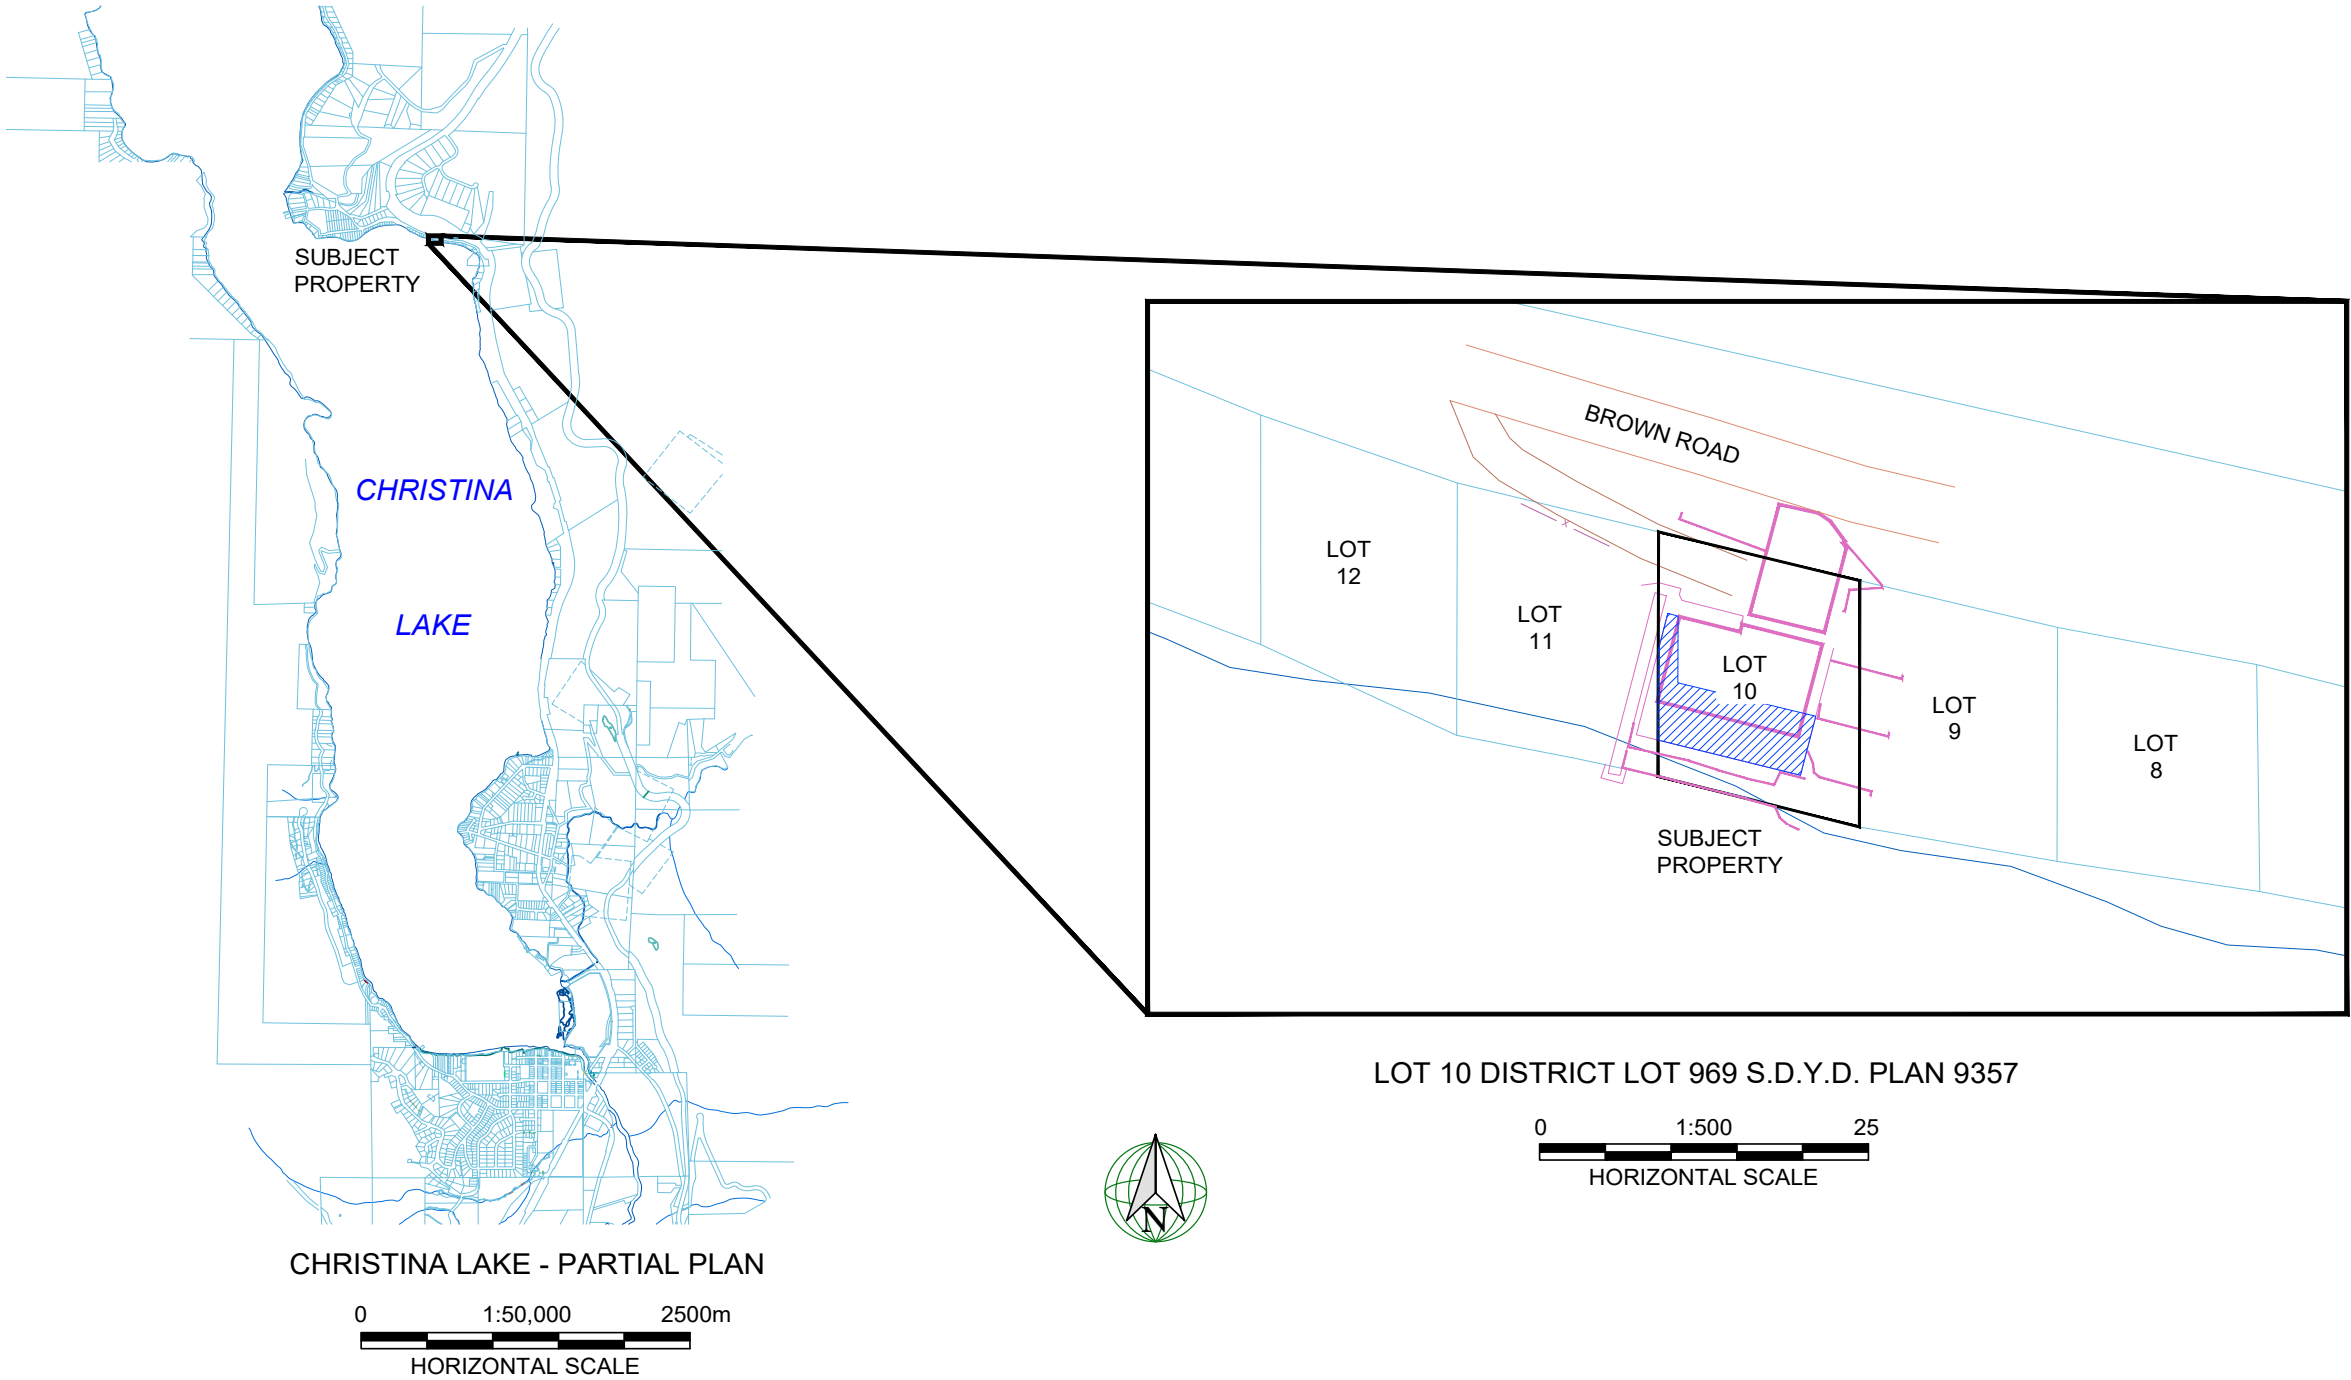 SUBJECT
PROPERTY
CHRISTINA
LAKE
BROWN ROAD
LOT
12
LOT
11
LOT
10
LOT
9
LOT
8
SUBJECT
PROPERTY
LOT 10 DISTRICT LOT 969 S.D.Y.D. PLAN 9357
0 1:500 25
HORIZONTAL SCALE
N
CHRISTINA LAKE - PARTIAL PLAN
0 1:50,000 2500m
HORIZONTAL SCALE